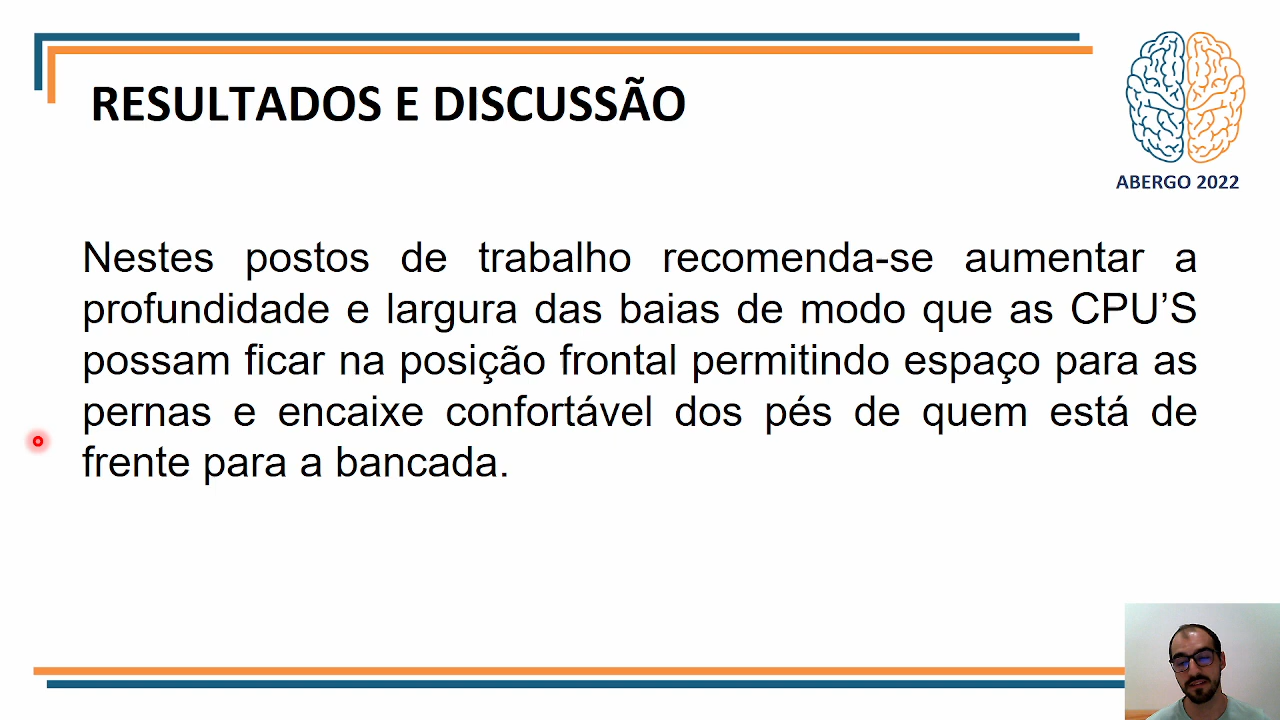 RESULTADOS E DISCUSSÃO
ABERGO 2022
Nestes postos de trabalho recomenda-se aumentar a
profundidade e largura das baias de modo que as CPU’S
possam ficar na posição frontal permitindo espaço para as
pernas e encaixe confortável dos pés de quem está de
frente para a bancada.